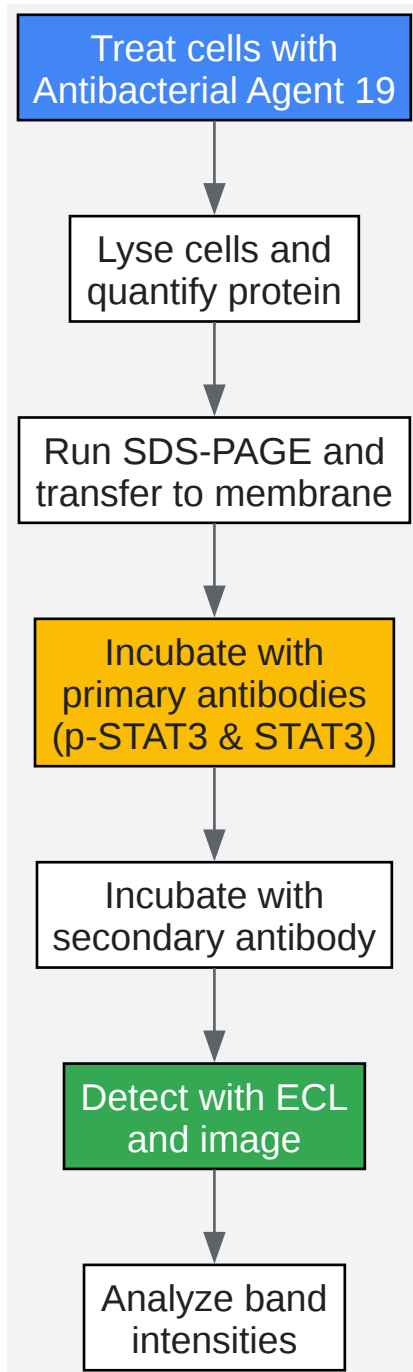 Treat cells with
Antibacterial Agent 19
Lyse cells and
quantify protein
Run SDS-PAGE and
transfer to membrane
Incubate with
primary antibodies
(p-STAT3 & STAT3)
Incubate with
secondary antibody
Detect with ECL
and image
Analyze band
intensities